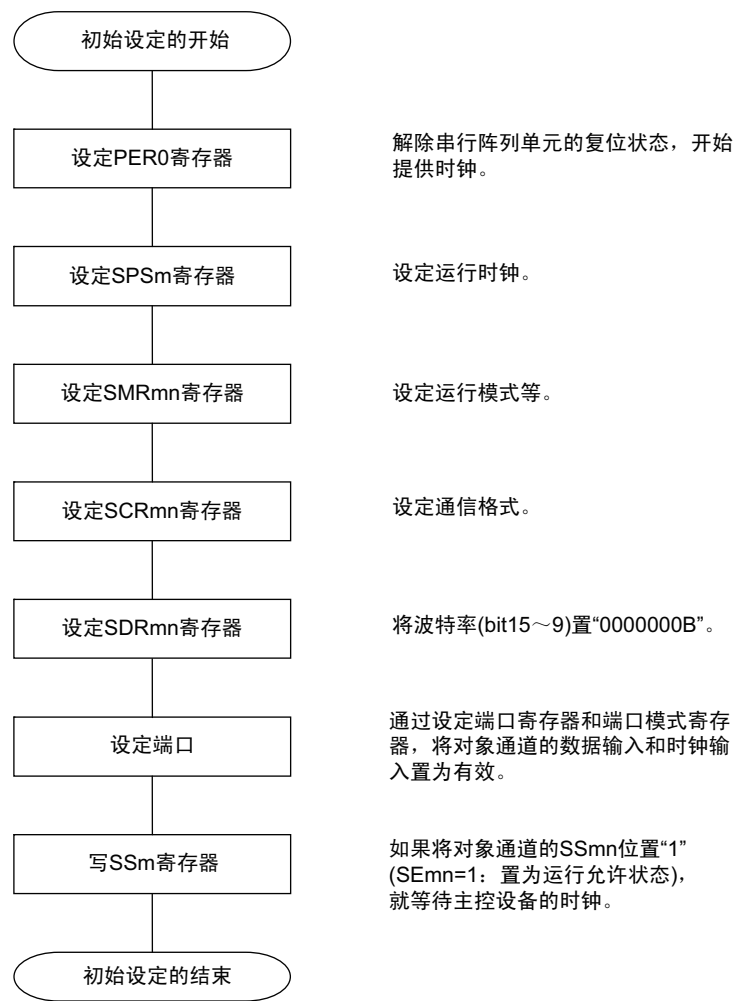 初始设定的开始
设定PER0寄存器
解除串行阵列单元的复位状态，开始
提供时钟。
设定SPSm寄存器
设定运行时钟。
设定SMRmn寄存器
设定运行模式等。
设定SCRmn寄存器
设定通信格式。
设定SDRmn寄存器
将波特率(bit15～9)置“0000000B”。
设定端口
通过设定端口寄存器和端口模式寄存
器，将对象通道的数据输入和时钟输
入置为有效。
写SSm寄存器
如果将对象通道的SSmn位置“1”
(SEmn=1：置为运行允许状态)，
就等待主控设备的时钟。
初始设定的结束